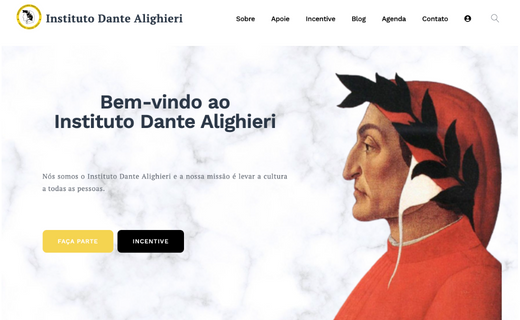 Instituto Dante Alighieri
Sobre Apoie Incentive Blog Agenda Contato
Bem-vindo ao
Instituto Dante Alighieri
Nós somos o Instituto Dante Alighieri e a nossa missão é levar a cultura
a todas as pessoas.
FAÇA PARTE INCENTIVE